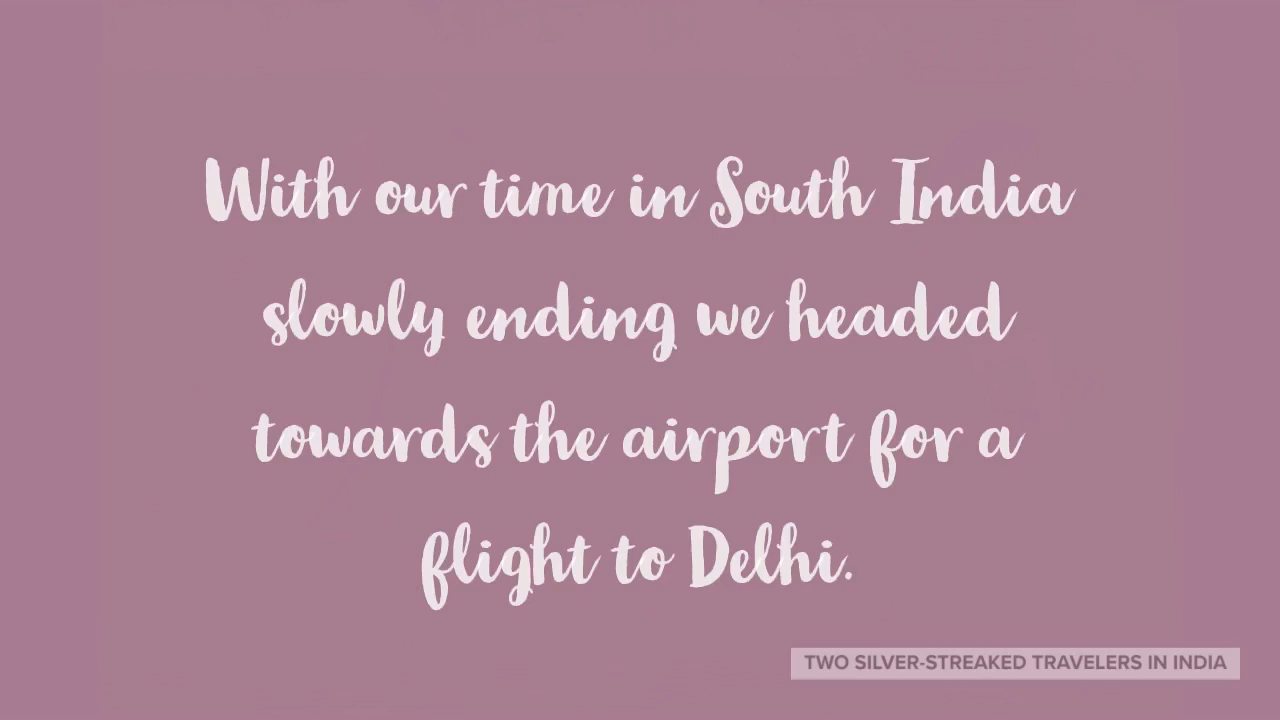 With our time in South India
slowly ending we headed
towards the airport for a
flight to Delhi.
TWO SILVER-STREAKED TRAVELERS IN INDIA